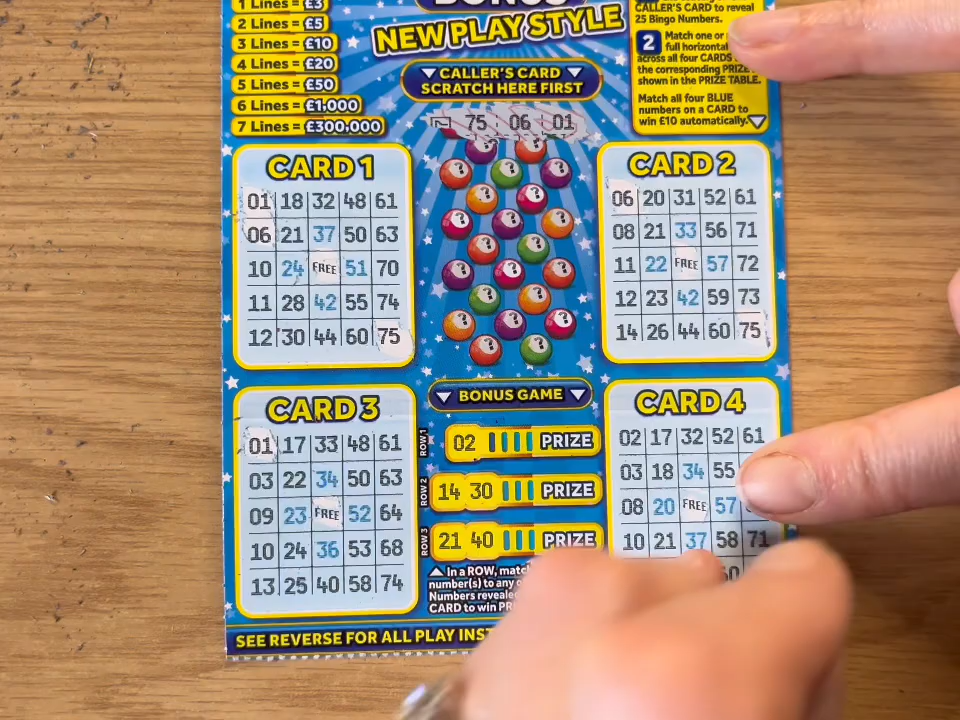 1 Lines = £3
2 Lines = £5
3 Lines = £10
4 Lines = £20
5 Lines = £50
6 Lines = £1,000
7 Lines = £300,000
BONUS
NEW PLAY STYLE
CALLER'S CARD
SCRATCH HERE FIRST
75 06 01
CALLER'S CARD to reveal
25 Bingo Numbers.
2 Match one or
full horizontal
across all four CARDS
the corresponding PRIZE
shown in the PRIZE TABLE.
Match all four BLUE
numbers on a CARD to
win £10 automatically.
CARD 1
01 18 32 48 61
06 21 37 50 63
10 24 FREE 51 70
11 28 42 55 74
12 30 44 60 75
CARD 2
06 20 31 52 61
08 21 33 56 71
11 22 FREE 57 72
12 23 42 59 73
14 26 44 60 75
CARD 3
01 17 33 48 61
03 22 34 50 63
09 23 FREE 52 64
10 24 36 53 68
13 25 40 58 74
BONUS GAME
ROW 1 02 PRIZE
ROW 2 14 30 PRIZE
ROW 3 21 40 PRIZE
In a ROW, match
number(s) to any
Numbers revealed
CARD to win
CARD 4
02 17 32 52 61
03 18 34 55
08 20 FREE 57
10 21 37 58 71
SEE REVERSE FOR ALL PLAY